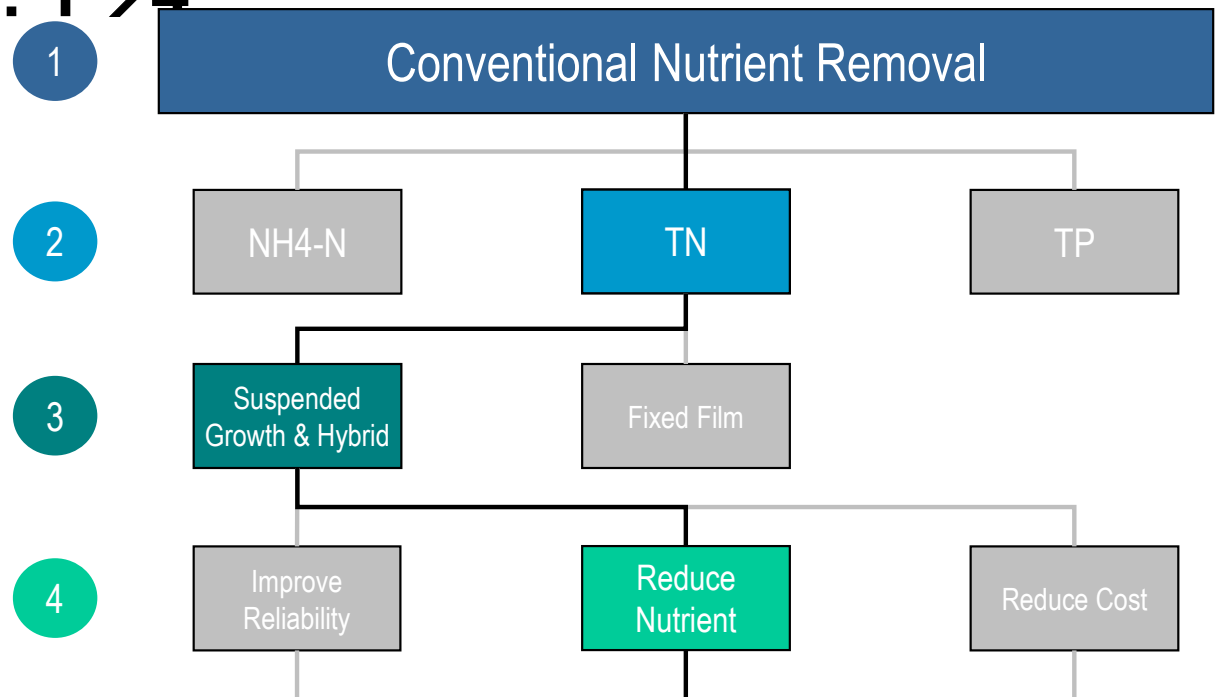 1
Conventional Nutrient Removal
2
NH4-N
TN
TP
3
Suspended
Growth & Hybrid
Fixed Film
4
Improve
Reliability
Reduce
Nutrient
Reduce Cost